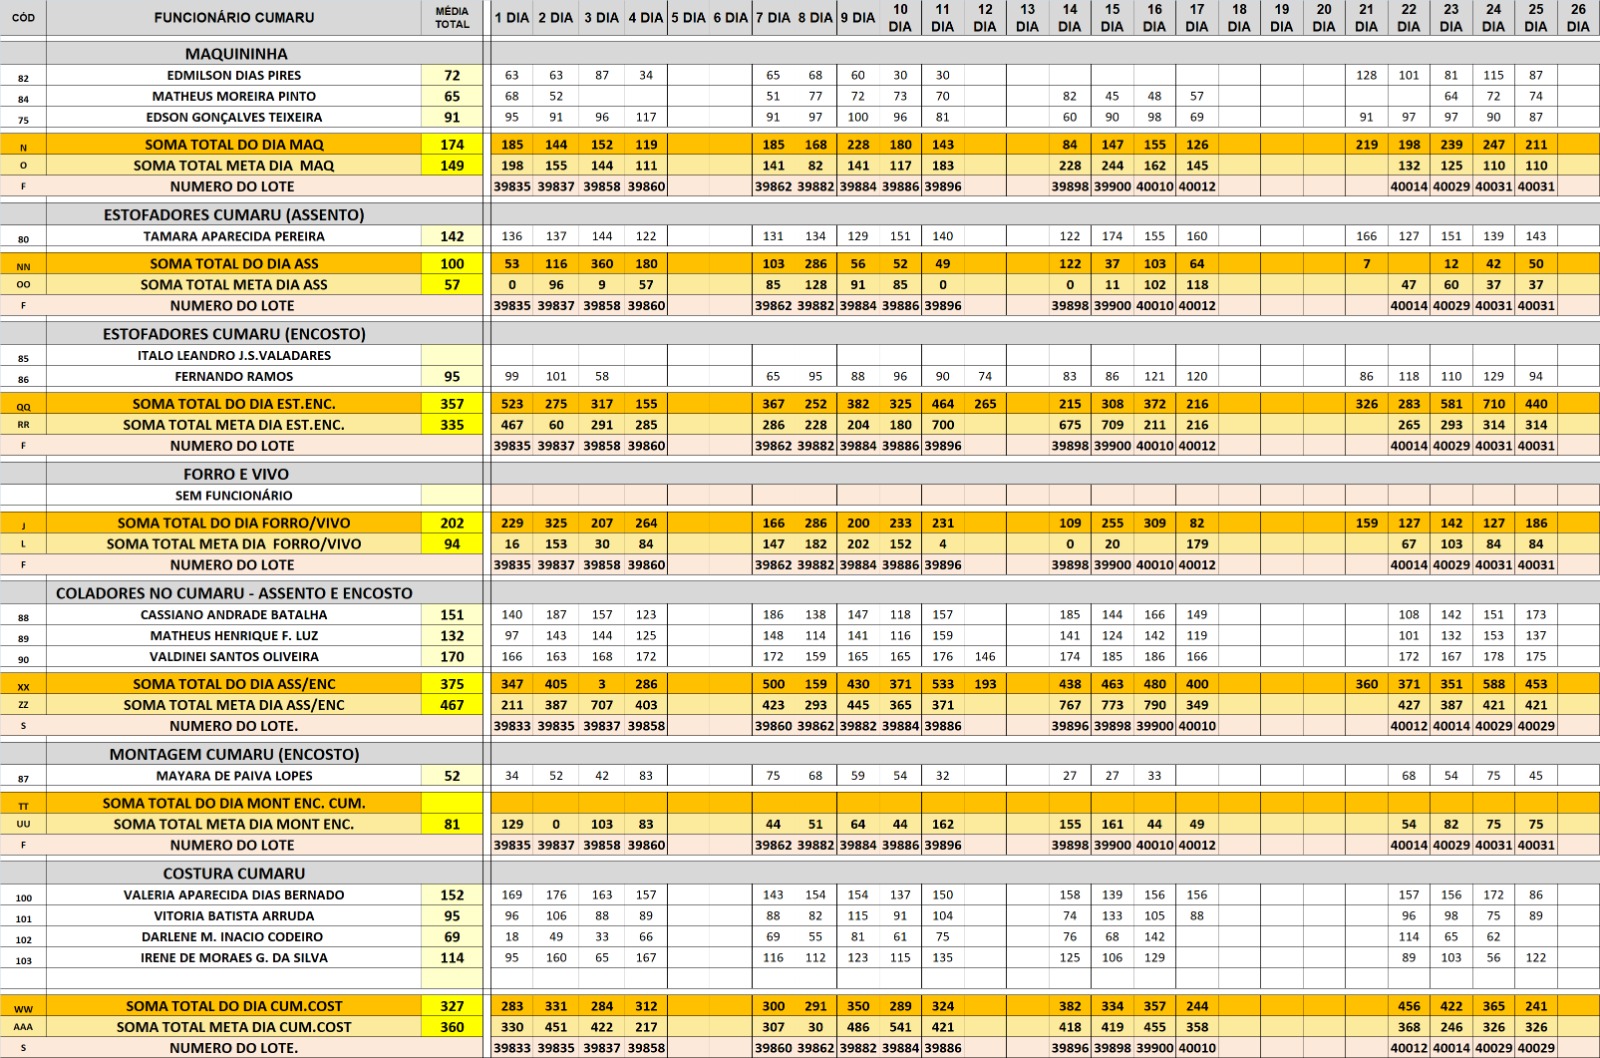 CÓD FUNCIONÁRIO CUMARU MÉDIA TOTAL 1 DIA 2 DIA 3 DIA 4 DIA 5 DIA 6 DIA 7 DIA 8 DIA 9 DIA 10 DIA 11 DIA 12 DIA 13 DIA 14 DIA 15 DIA 16 DIA 17 DIA 18 DIA 19 DIA 20 DIA 21 DIA 22 DIA 23 DIA 24 DIA 25 DIA 26 DIA
MAQUININHA
82 EDMILSON DIAS PIRES 72 63 63 87 34 65 68 60 30 30 128 101 81 115 87
84 MATHEUS MOREIRA PINTO 65 68 52 51 77 72 73 70 82 45 48 57 64 72 74
75 EDSON GONÇALVES TEIXEIRA 91 95 91 96 117 91 97 100 96 81 60 90 98 69 91 97 97 90 87
N SOMA TOTAL DO DIA MAQ 174 185 144 152 119 185 168 228 180 143 84 147 155 126 219 198 239 247 211
O SOMA TOTAL META DIA MAQ 149 198 155 144 111 141 82 141 117 183 228 244 162 145 132 125 110 110
F NUMERO DO LOTE 39835 39837 39858 39860 39862 39882 39884 39886 39896 39898 39900 40010 40012 40014 40029 40031 40031
ESTOFADORES CUMARU (ASSENTO)
80 TAMARA APARECIDA PEREIRA 142 136 137 144 122 131 134 129 151 140 122 174 155 160 166 127 151 139 143
NN SOMA TOTAL DO DIA ASS 100 53 116 360 180 103 286 56 52 49 122 37 103 64 7 12 42 50
OO SOMA TOTAL META DIA ASS 57 0 96 9 57 85 128 91 85 0 0 11 102 118 47 60 37 37
F NUMERO DO LOTE 39835 39837 39858 39860 39862 39882 39884 39886 39896 39898 39900 40010 40012 40014 40029 40031 40031
ESTOFADORES CUMARU (ENCOSTO)
85 ITALO LEANDRO J.S.VALADARES
86 FERNANDO RAMOS 95 99 101 58 65 95 88 96 90 74 83 86 121 120 86 118 110 129 94
QQ SOMA TOTAL DO DIA EST.ENC. 357 523 275 317 155 367 252 382 325 464 265 215 308 372 216 326 283 581 710 440
RR SOMA TOTAL META DIA EST.ENC. 335 467 60 291 285 286 228 204 180 700 675 709 211 216 265 293 314 314
F NUMERO DO LOTE 39835 39837 39858 39860 39862 39882 39884 39886 39896 39898 39900 40010 40012 40014 40029 40031 40031
FORRO E VIVO
SEM FUNCIONÁRIO
J SOMA TOTAL DO DIA FORRO/VIVO 202 229 325 207 264 166 286 200 233 231 109 255 309 82 159 127 142 127 186
L SOMA TOTAL META DIA FORRO/VIVO 94 16 153 30 84 147 182 202 152 4 0 20 179 67 103 84 84
F NUMERO DO LOTE 39835 39837 39858 39860 39862 39882 39884 39886 39896 39898 39900 40010 40012 40014 40029 40031 40031
COLADORES NO CUMARU - ASSENTO E ENCOSTO
88 CASSIANO ANDRADE BATALHA 151 140 187 157 123 186 138 147 118 157 185 144 166 149 108 142 151 173
89 MATHEUS HENRIQUE F. LUZ 132 97 143 144 125 148 114 141 116 159 141 124 142 119 101 132 153 137
90 VALDINEI SANTOS OLIVEIRA 170 166 163 168 172 172 159 165 165 176 146 174 185 186 166 172 167 178 175
XX SOMA TOTAL DO DIA ASS/ENC 375 347 405 3 286 500 159 430 371 533 193 438 463 480 400 360 371 351 588 453
ZZ SOMA TOTAL META DIA ASS/ENC 467 211 387 707 403 423 293 445 365 371 767 773 790 349 427 387 421 421
S NUMERO DO LOTE. 39833 39835 39837 39858 39860 39862 39882 39884 39886 39896 39898 39900 40010 40012 40014 40029 40029
MONTAGEM CUMARU (ENCOSTO)
87 MAYARA DE PAIVA LOPES 52 34 52 42 83 75 68 59 54 32 27 27 33 68 54 75 45
TT SOMA TOTAL DO DIA MONT ENC. CUM.
UU SOMA TOTAL META DIA MONT ENC. 81 129 0 103 83 44 51 64 44 162 155 161 44 49 54 82 75 75
F NUMERO DO LOTE 39835 39837 39858 39860 39862 39882 39884 39886 39896 39898 39900 40010 40012 40014 40029 40031 40031
COSTURA CUMARU
100 VALERIA APARECIDA DIAS BERNADO 152 169 176 163 157 143 154 154 137 150 158 139 156 156 157 156 172 86
101 VITORIA BATISTA ARRUDA 95 96 106 88 89 88 82 115 91 104 74 133 105 88 96 98 75 89
102 DARLENE M. INACIO CODEIRO 69 18 49 33 66 69 55 81 61 75 76 68 142 114 65 62
103 IRENE DE MORAES G. DA SILVA 114 95 160 65 167 116 112 123 115 135 125 106 129 89 103 56 122
WW SOMA TOTAL DO DIA CUM.COST 327 283 331 284 312 300 291 350 289 324 382 334 357 244 456 422 365 241
AAA SOMA TOTAL META DIA CUM.COST 360 330 451 422 217 307 30 486 541 421 418 419 455 358 368 246 326 326
S NUMERO DO LOTE. 39833 39835 39837 39858 39860 39862 39882 39884 39886 39896 39898 39900 40010 40012 40014 40029 40029